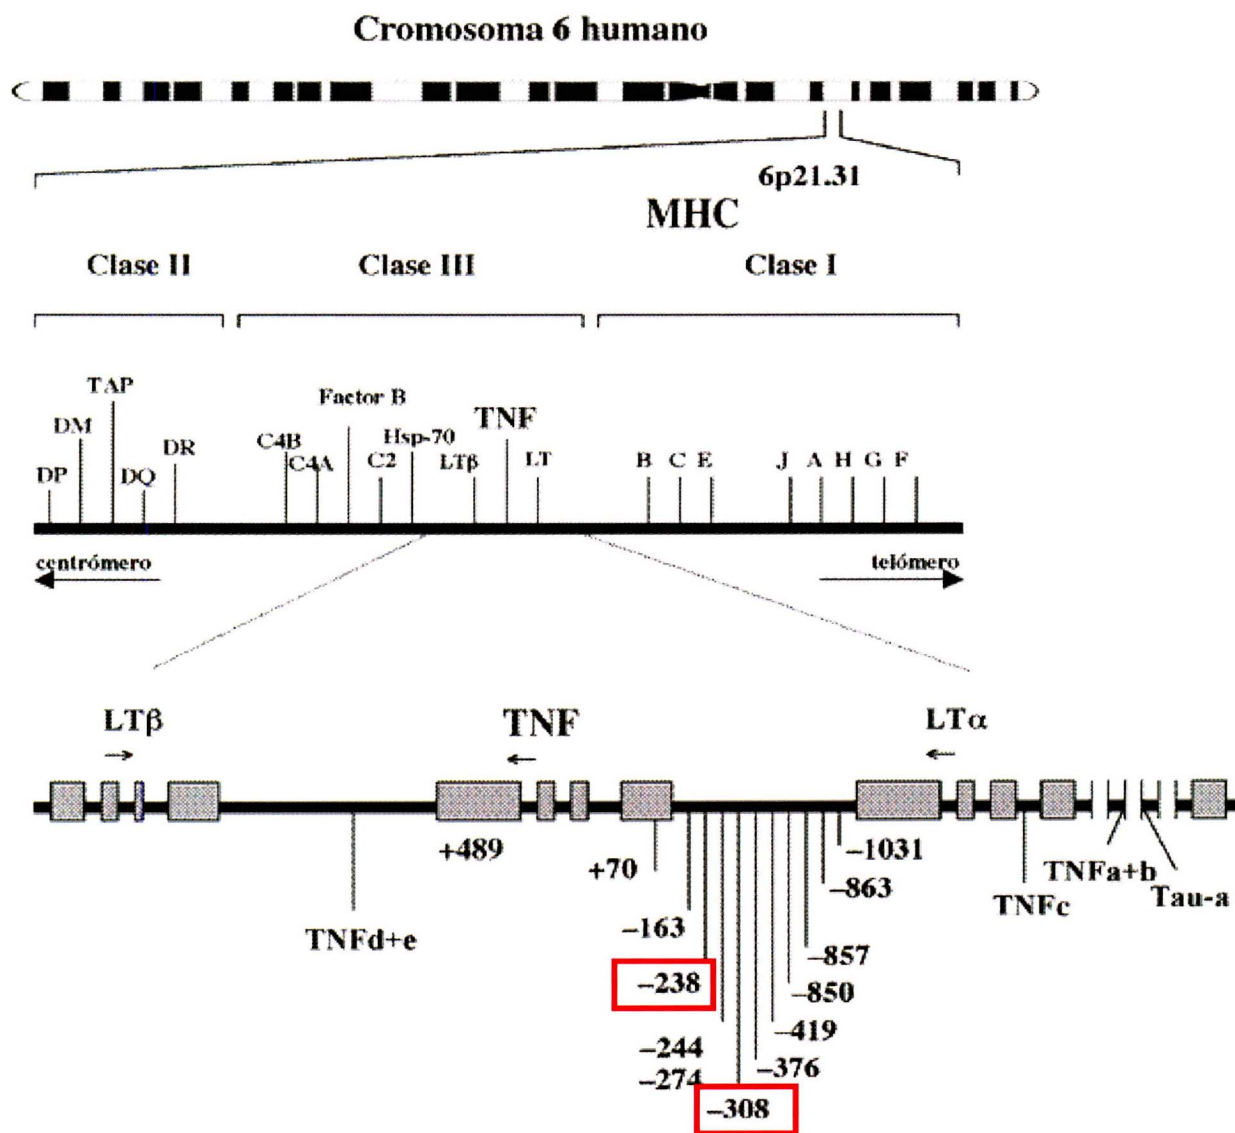 Cromosoma 6 humano
6p21.31
MHC
Clase II Clase III Clase I
TAP
Factor B
TNF
DM
DR
C4B
Hsp-70
DP
DQ
C4A
C2
LTβ
LT
B C E J A H G F
centrómero
telómero
LTβ TNF LTα
+489
+70
−1031
−863
TNFa+b
Tau-a
TNFc
TNFd+e
−163
−857
−238
−850
−419
−244
−376
−274
−308